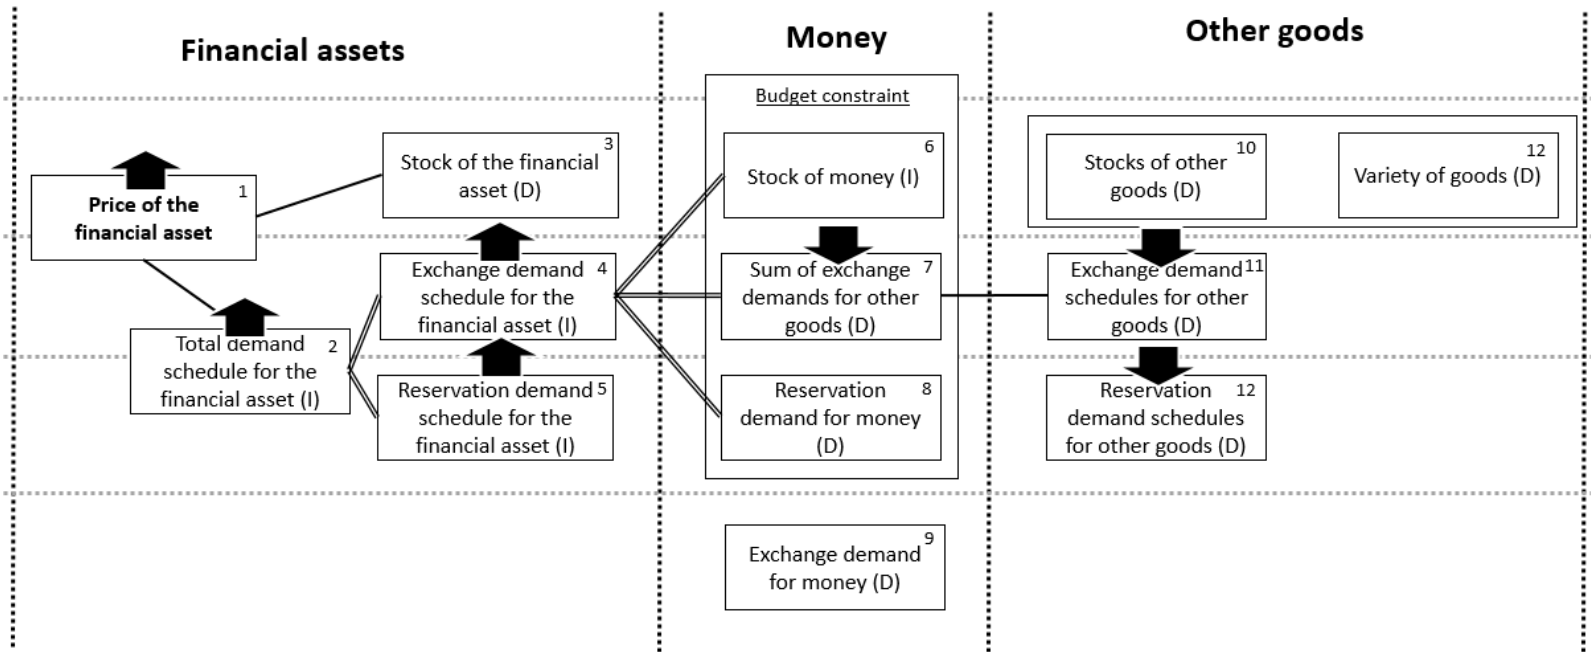 Financial assets
Money
Other goods
Budget constraint
1
Price of the
financial asset
3
Stock of the financial
asset (D)
6
Stock of money (I)
10
Stocks of other
goods (D)
12
Variety of goods (D)
2
Total demand
schedule for the
financial asset (I)
4
Exchange demand
schedule for the
financial asset (I)
5
Reservation demand
schedule for the
financial asset (I)
7
Sum of exchange
demands for other
goods (D)
8
Reservation
demand for money
(D)
11
Exchange demand
schedules for other
goods (D)
12
Reservation
demand schedules
for other goods (D)
9
Exchange demand
for money (D)